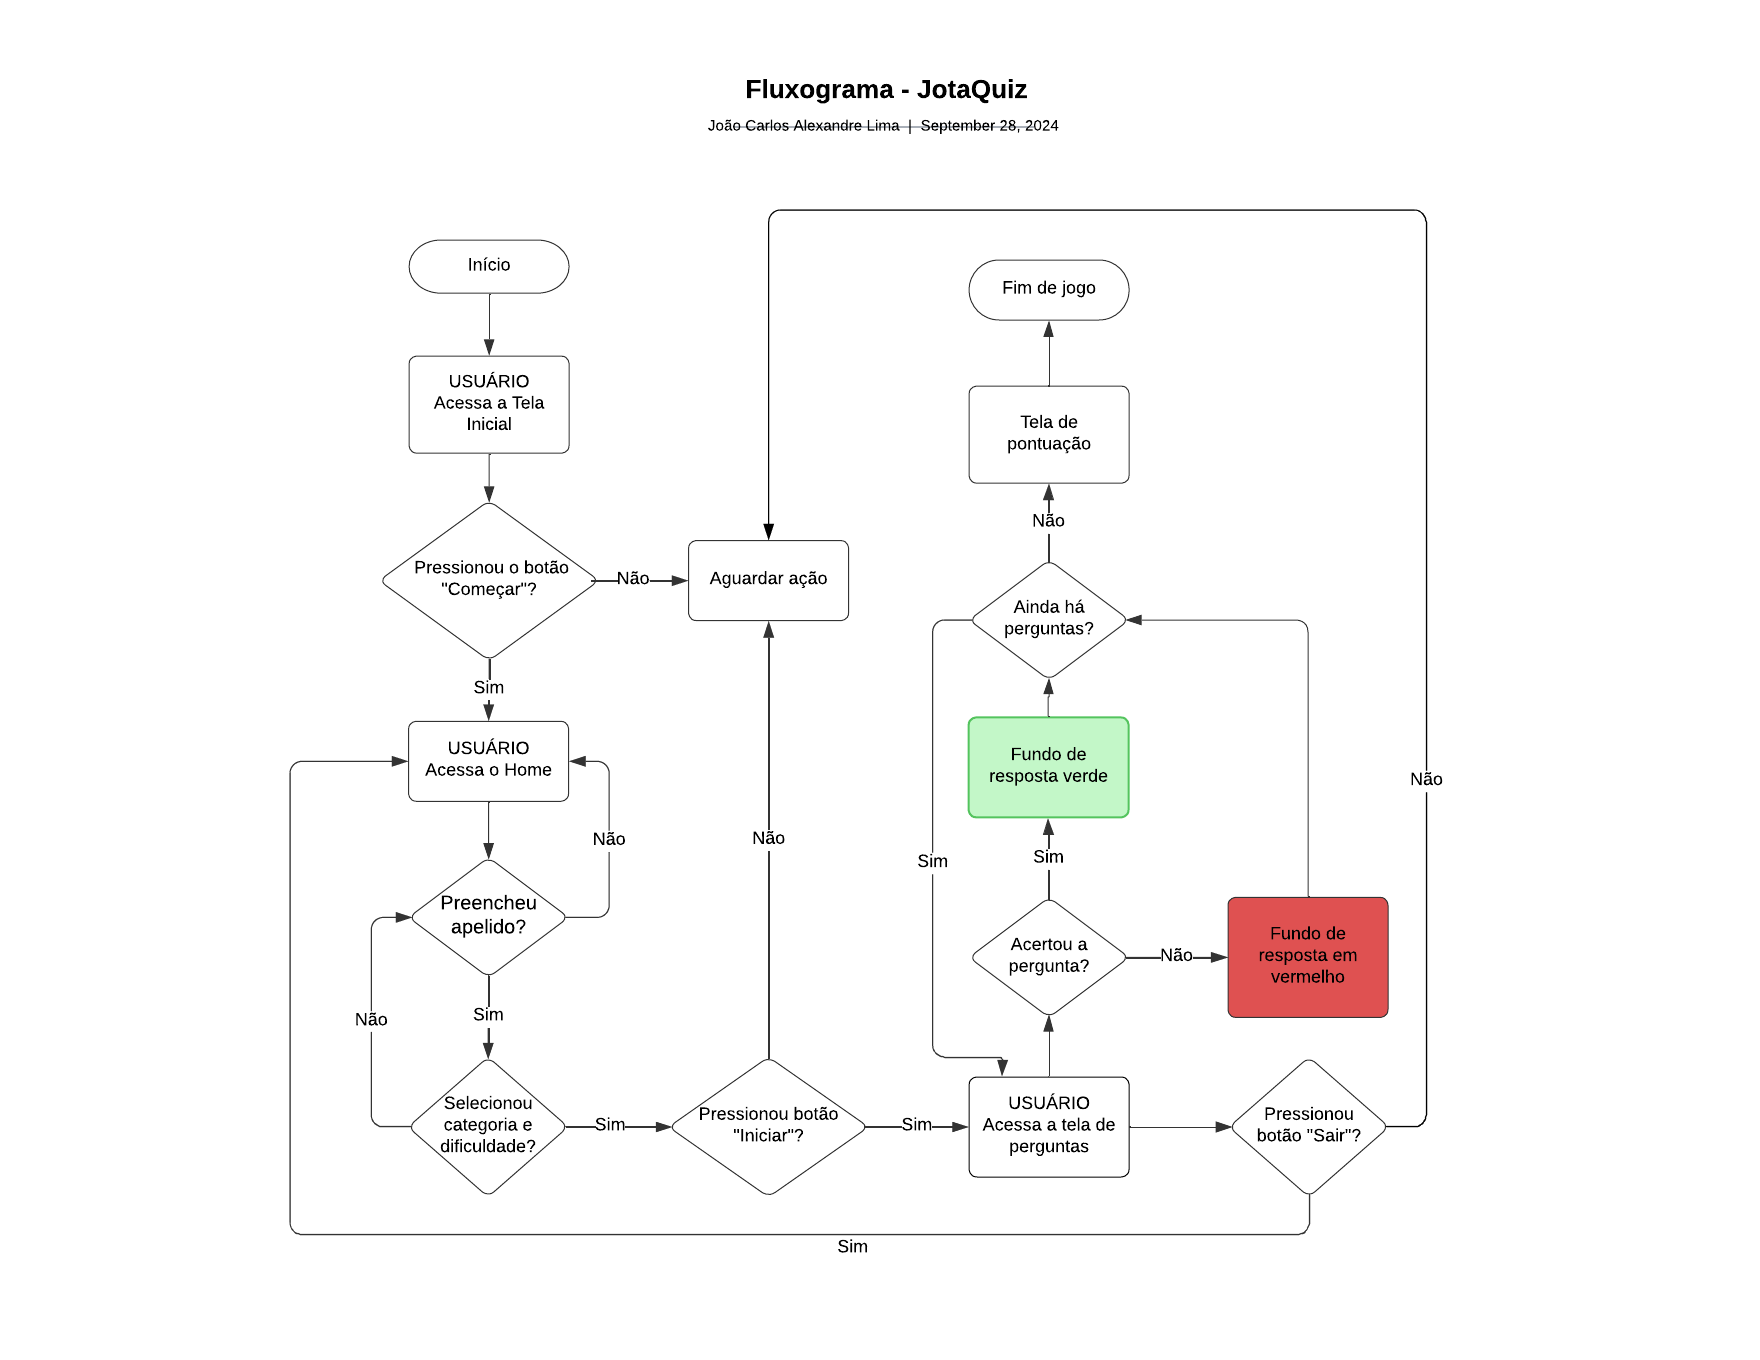 Fluxograma - JotaQuiz
João Carlos Alexandre Lima | September 28, 2024
Início
USUÁRIO
Acessa a Tela
Inicial
Pressionou o botão
"Começar"?
Não
Aguardar ação
Sim
USUÁRIO
Acessa o Home
Não
Preencheu
apelido?
Sim
Não
Selecionou
categoria e
dificuldade?
Sim
Pressionou botão
"Iniciar"?
Não
Sim
USUÁRIO
Acessa a tela de
perguntas
Acertou a
pergunta?
Não
Fundo de
resposta em
vermelho
Sim
Fundo de
resposta verde
Ainda há
perguntas?
Sim
Não
Tela de
pontuação
Fim de jogo
Pressionou
botão "Sair"?
Não
Sim